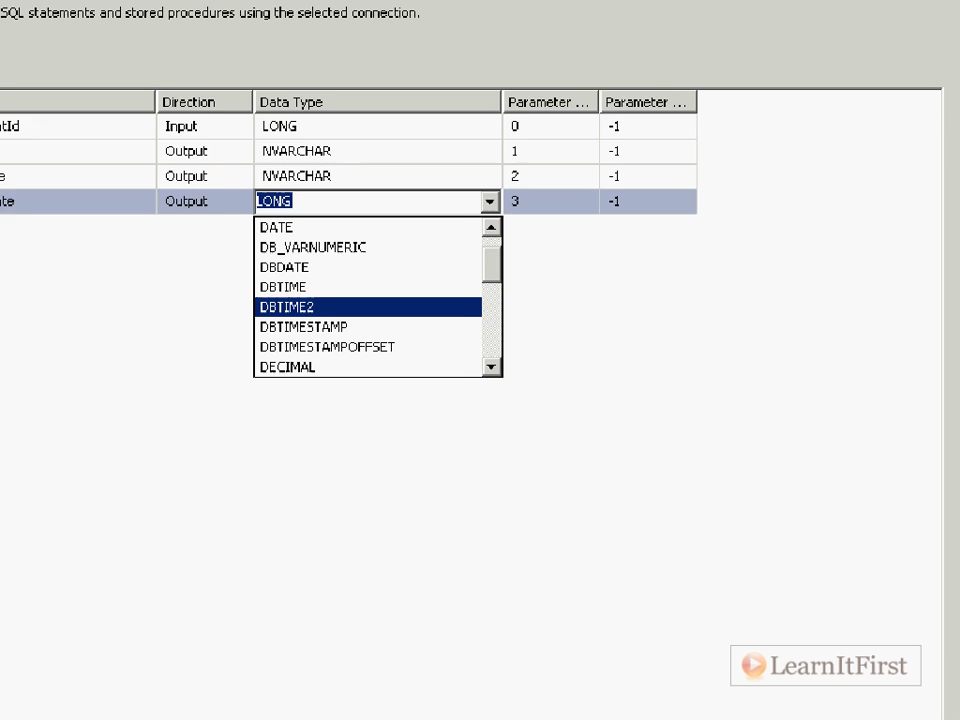 SQL statements and stored procedures using the selected connection.
Direction Data Type Parameter ... Parameter ...
tId Input LONG 0 -1
Output NVARCHAR 1 -1
e Output NVARCHAR 2 -1
te Output LONG 3 -1
DATE
DB_VARNUMERIC
DBDATE
DBTIME
DBTIME2
DBTIMESTAMP
DBTIMESTAMPOFFSET
DECIMAL
LearnItFirst